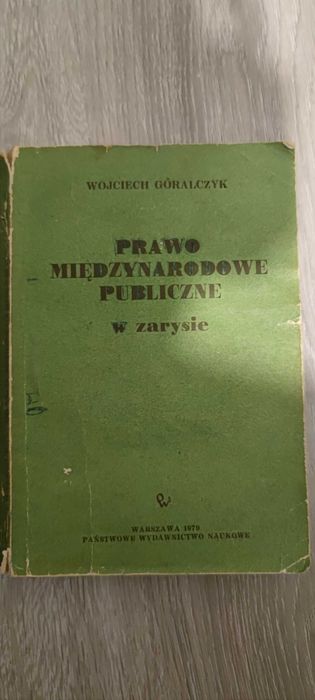 WOJCIECH GÓRALCZYK
PRAWO
MIĘDZYNARODOWE
PUBLICZNE
w zarysie
WARSZAWA 1979
PAŃSTWOWE WYDAWNICTWO NAUKOWE